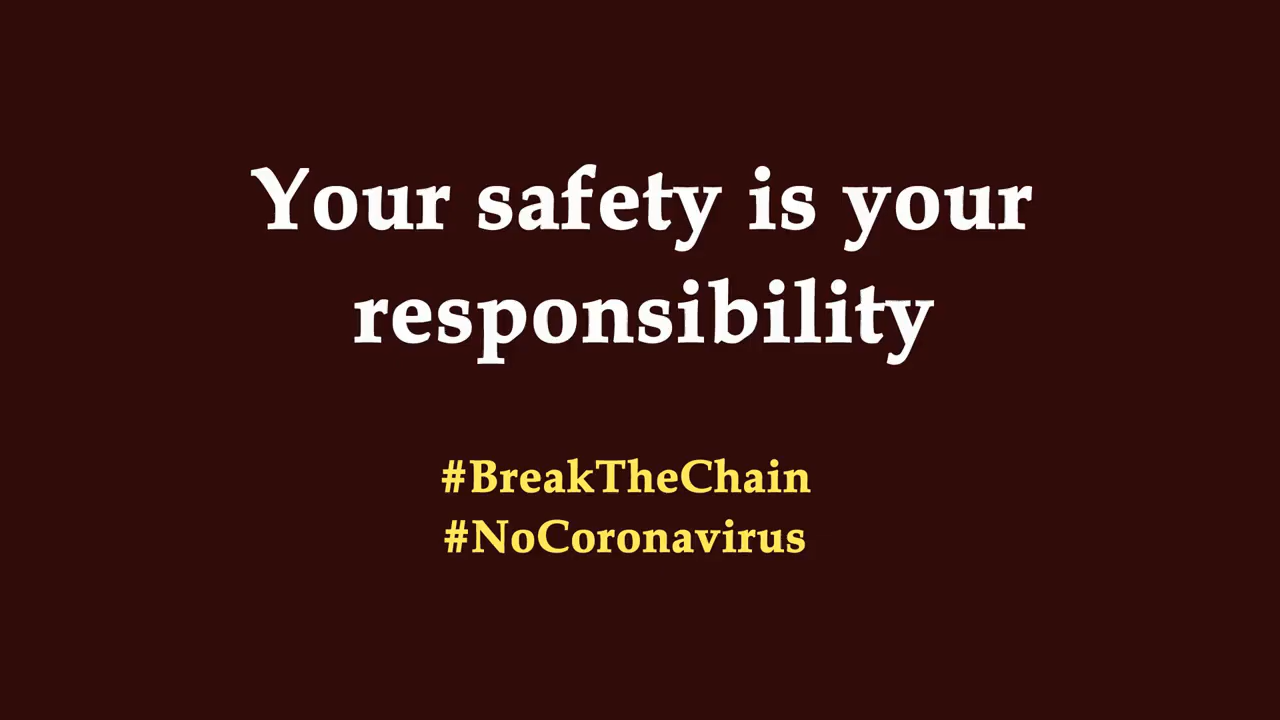 Your safety is your
responsibility
#BreakTheChain
#NoCoronavirus